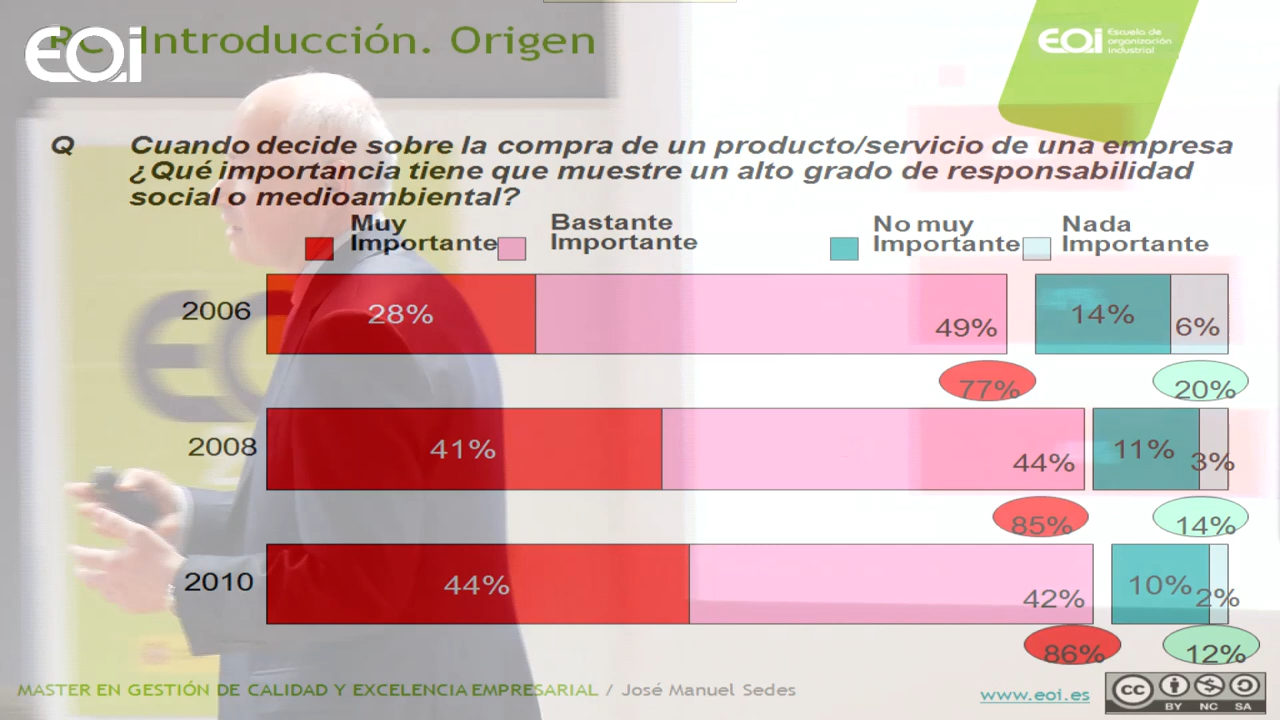 EOi
RC Introducción. Origen
EOi Escuela de
organización
industrial
Q Cuando decide sobre la compra de un producto/servicio de una empresa
¿Qué importancia tiene que muestre un alto grado de responsabilidad
social o medioambiental?
Muy
Importante
Bastante
Importante
No muy
Importante
Nada
Importante
2006 28% 49% 14% 6%
77% 20%
2008 41% 44% 11% 3%
85% 14%
2010 44% 42% 10% 2%
86% 12%
MASTER EN GESTIÓN DE CALIDAD Y EXCELENCIA EMPRESARIAL / José Manuel Sedes
www.eoi.es
cc
BY NC SA